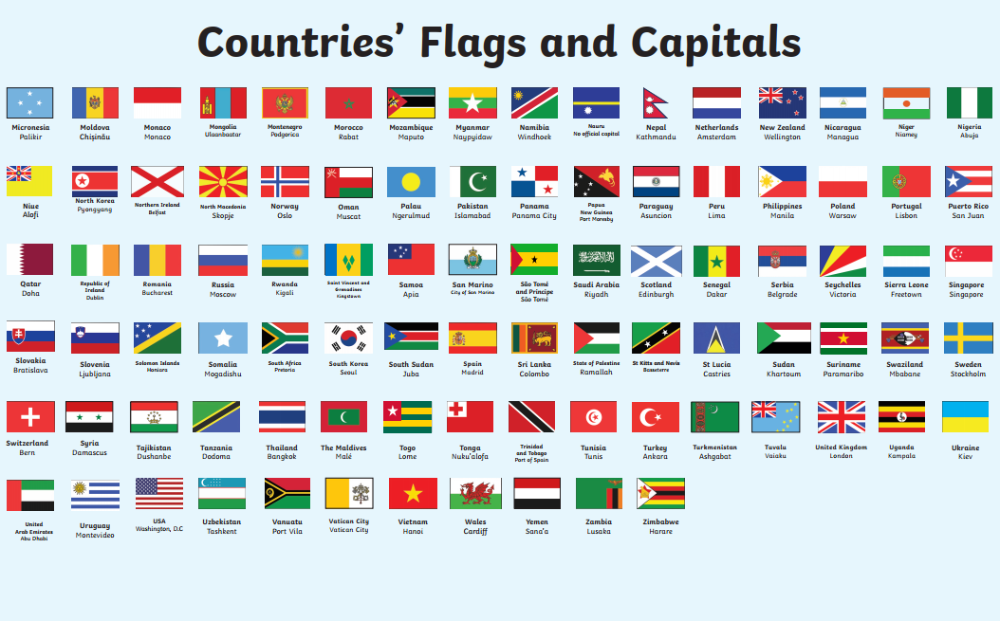 Countries’ Flags and Capitals
Micronesia
Palikir
Moldova
Chișinău
Monaco
Monaco
Mongolia
Ulaanbaatar
Montenegro
Podgorica
Morocco
Rabat
Mozambique
Maputo
Myanmar
Naypyidaw
Namibia
Windhoek
Nauru
No official capital
Nepal
Kathmandu
Netherlands
Amsterdam
New Zealand
Wellington
Nicaragua
Managua
Niger
Niamey
Nigeria
Abuja
Niue
Alofi
North Korea
Pyongyang
Northern Ireland
Belfast
North Macedonia
Skopje
Norway
Oslo
Oman
Muscat
Palau
Ngerulmud
Pakistan
Islamabad
Panama
Panama City
Papua
New Guinea
Port Moresby
Paraguay
Asuncion
Peru
Lima
Philippines
Manila
Poland
Warsaw
Portugal
Lisbon
Puerto Rico
San Juan
Qatar
Doha
Republic of
Ireland
Dublin
Romania
Bucharest
Russia
Moscow
Rwanda
Kigali
Saint Vincent and
Grenadines
Kingstown
Samoa
Apia
San Marino
City of San Marino
São Tomé
and Príncipe
São Tomé
Saudi Arabia
Riyadh
Scotland
Edinburgh
Senegal
Dakar
Serbia
Belgrade
Seychelles
Victoria
Sierra Leone
Freetown
Singapore
Singapore
Slovakia
Bratislava
Slovenia
Ljubljana
Solomon Islands
Honiara
Somalia
Mogadishu
South Africa
Pretoria
South Korea
Seoul
South Sudan
Juba
Spain
Madrid
Sri Lanka
Colombo
State of Palestine
Ramallah
St Kitts and Nevis
Basseterre
St Lucia
Castries
Sudan
Khartoum
Suriname
Paramaribo
Swaziland
Mbabane
Sweden
Stockholm
Switzerland
Bern
Syria
Damascus
Tajikistan
Dushanbe
Tanzania
Dodoma
Thailand
Bangkok
The Maldives
Malé
Togo
Lome
Tonga
Nuku’alofa
Trinidad
and Tobago
Port of Spain
Tunisia
Tunis
Turkey
Ankara
Turkmenistan
Ashgabat
Tuvalu
Vaiaku
United Kingdom
London
Uganda
Kampala
Ukraine
Kiev
United
Arab Emirates
Abu Dhabi
Uruguay
Montevideo
USA
Washington, D.C
Uzbekistan
Tashkent
Vanuatu
Port Vila
Vatican City
Vatican City
Vietnam
Hanoi
Wales
Cardiff
Yemen
Sana’a
Zambia
Lusaka
Zimbabwe
Harare